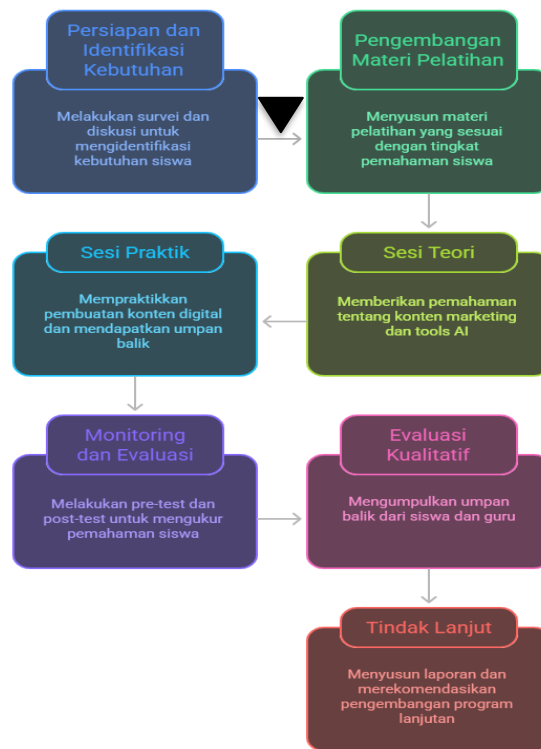 Persiapan dan
Identifikasi
Kebutuhan
Melakukan survei dan
diskusi untuk
mengidentifikasi
kebutuhan siswa
Pengembangan
Materi Pelatihan
Menyusun materi
pelatihan yang sesuai
dengan tingkat
pemahaman siswa
Sesi Teori
Memberikan pemahaman
tentang konten marketing
dan tools AI
Sesi Praktik
Mempraktikkan
pembuatan konten digital
dan mendapatkan umpan
balik
Monitoring
dan Evaluasi
Melakukan pre-test dan
post-test untuk mengukur
pemahaman siswa
Evaluasi
Kualitatif
Mengumpulkan umpan
balik dari siswa dan guru
Tindak Lanjut
Menyusun laporan dan
merekomendasikan
pengembangan program
lanjutan